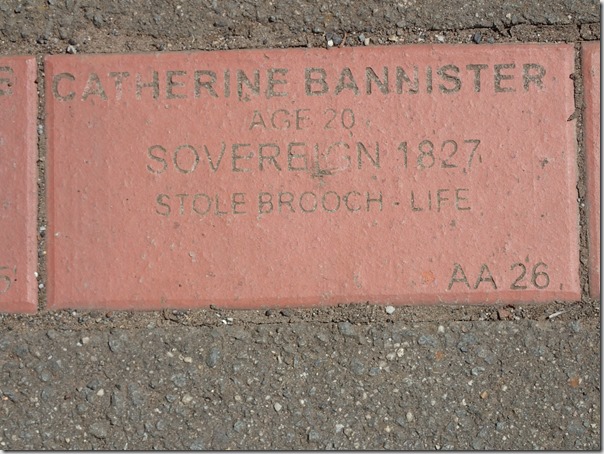 CATHERINE BANNISTER
AGE 20
SOVEREIGN 1827
STOLE BROOCH - LIFE
AA 26